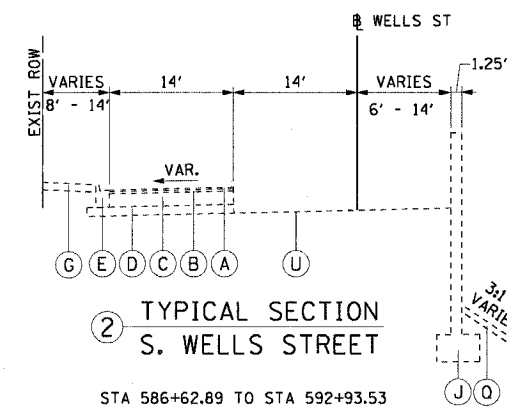 ℄ WELLS ST
EXIST ROW
VARIES
8' - 14'
14'
14'
VARIES
6' - 14'
1.25'
VAR.
G E D C B A U
3:1
2 TYPICAL SECTION
S. WELLS STREET
J Q
STA 586+62.89 TO STA 592+93.53